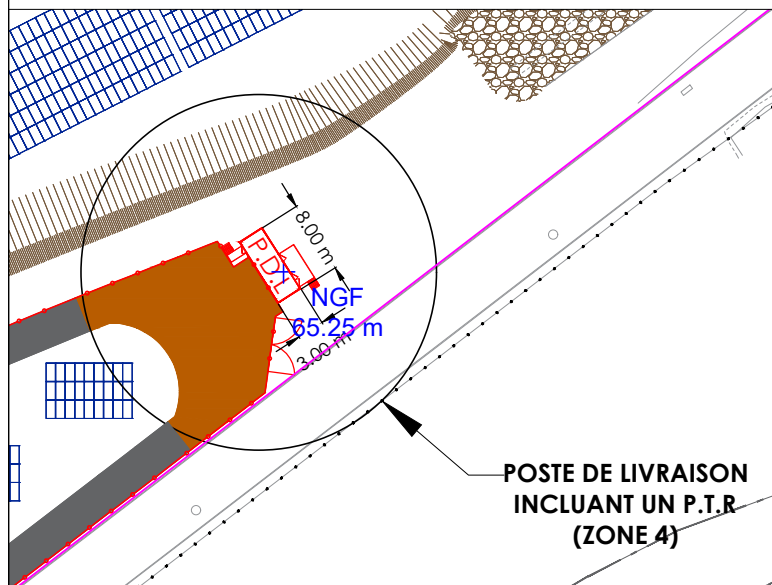 8.00 m
P.D.L
NGF
65.25 m
3.00 m
POSTE DE LIVRAISON
INCLUANT UN P.T.R
(ZONE 4)